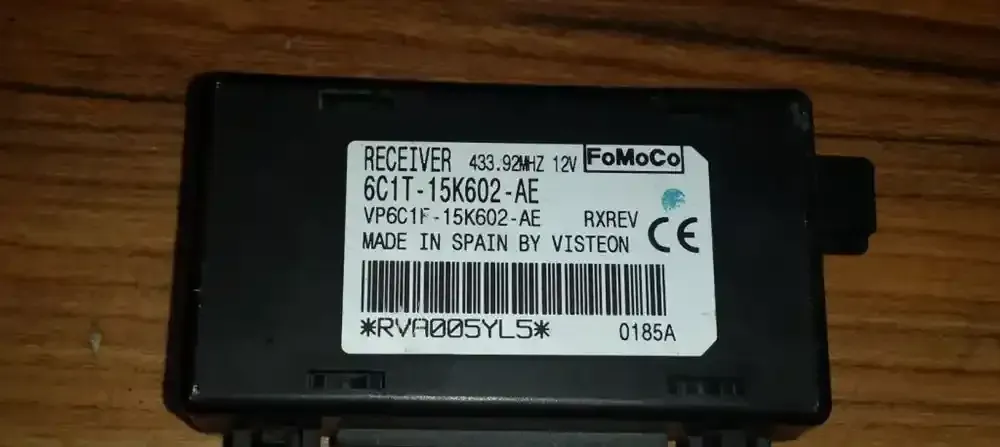 RECEIVER 433.92MHZ 12V FoMoCo
6C1T-15K602-AE
VP6C1F-15K602-AE RXREV CE
MADE IN SPAIN BY VISTEON
*RVA005YL5* 0185A